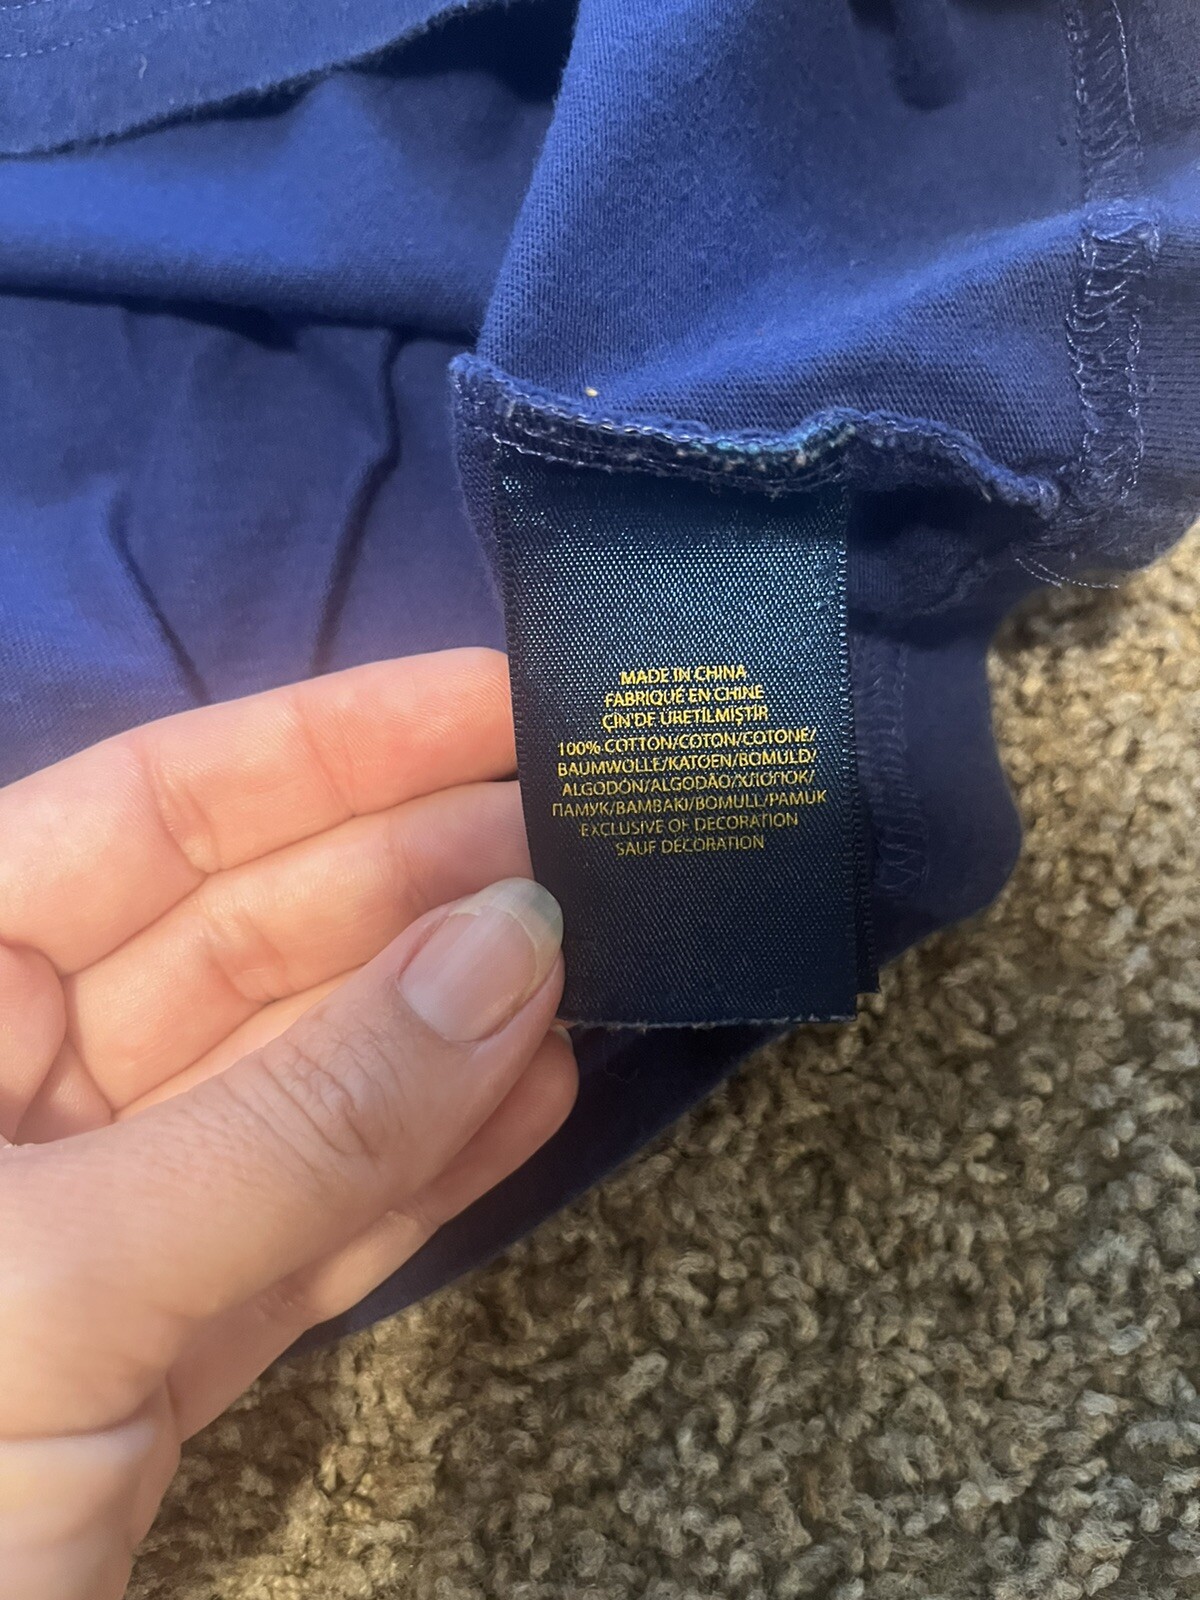 MADE IN CHINA
FABRIQUÉ EN CHINE
ÇİN'DE ÜRETİLMİŞTİR
100% COTTON/COTON/COTONE/
BAUMWOLLE/KATOEN/BOMULD/
ALGODÓN/ALGODÃO/ХЛОПОК/
ПАМУК/BAMBAKI/BOMULL/PAMUK
EXCLUSIVE OF DECORATION
SAUF DÉCORATION